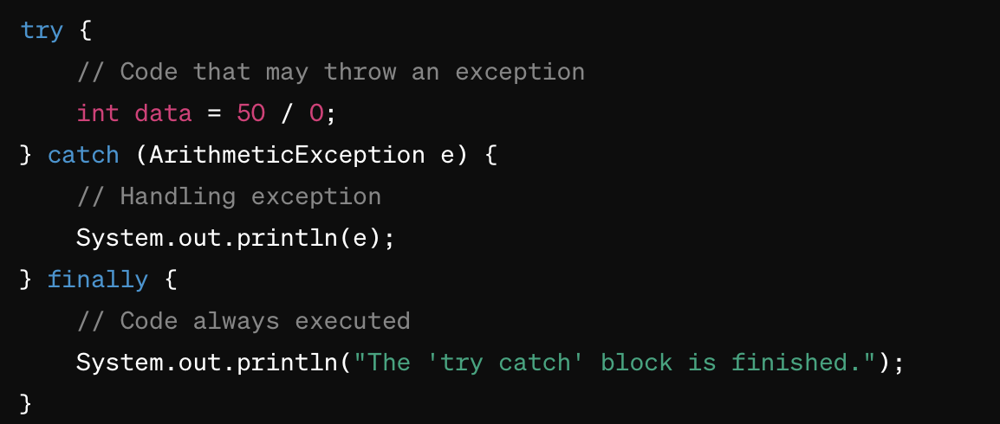 try {
    // Code that may throw an exception
    int data = 50 / 0;
} catch (ArithmeticException e) {
    // Handling exception
    System.out.println(e);
} finally {
    // Code always executed
    System.out.println("The 'try catch' block is finished.");
}